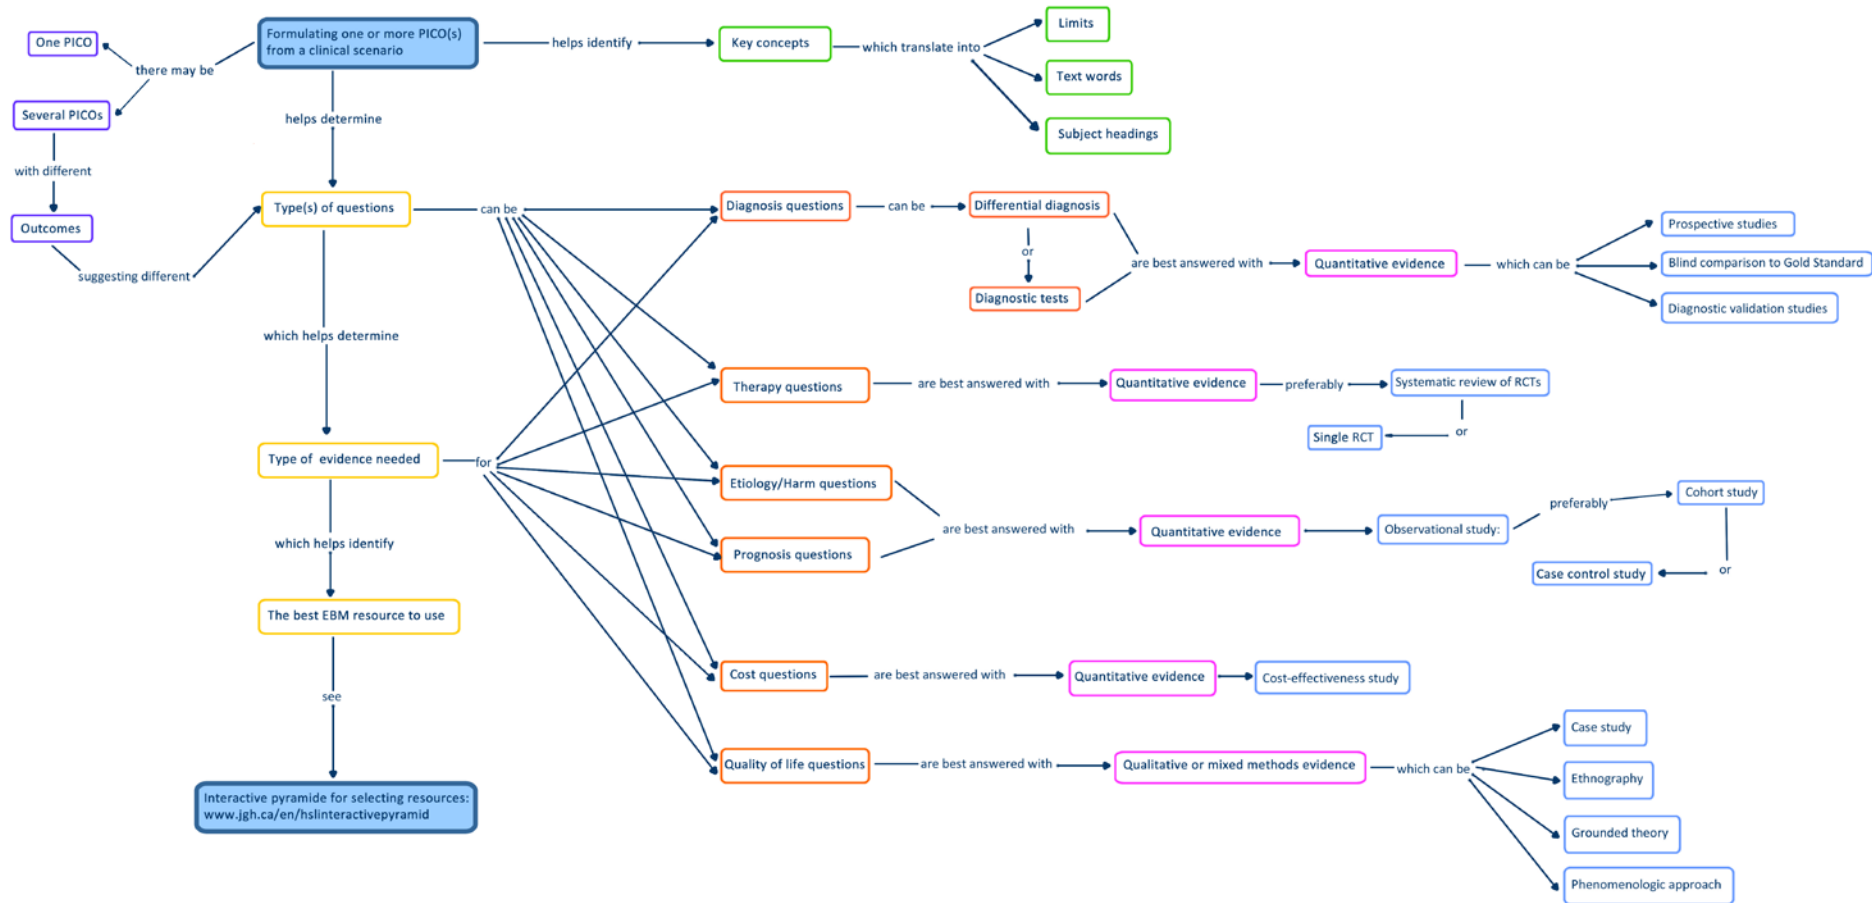 One PICO
Formulating one or more PICO(s)
from a clinical scenario
helps identify
Key concepts
which translate into
Limits
Text words
Subject headings
there may be
Several PICOs
with different
Outcomes
suggesting different
helps determine
Type(s) of questions
can be
Diagnosis questions
can be
Differential diagnosis
or
Diagnostic tests
are best answered with
Quantitative evidence
which can be
Prospective studies
Blind comparison to Gold Standard
Diagnostic validation studies
which helps determine
Therapy questions
are best answered with
Quantitative evidence
preferably
Systematic review of RCTs
or
Single RCT
Type of evidence needed
for
Etiology/Harm questions
Prognosis questions
are best answered with
Quantitative evidence
Observational study:
preferably
Cohort study
or
Case control study
which helps identify
The best EBM resource to use
see
Cost questions
are best answered with
Quantitative evidence
Cost-effectiveness study
Quality of life questions
are best answered with
Qualitative or mixed methods evidence
which can be
Case study
Ethnography
Grounded theory
Phenomenologic approach
Interactive pyramide for selecting resources:
www.jgh.ca/en/hslinteractivepyramid